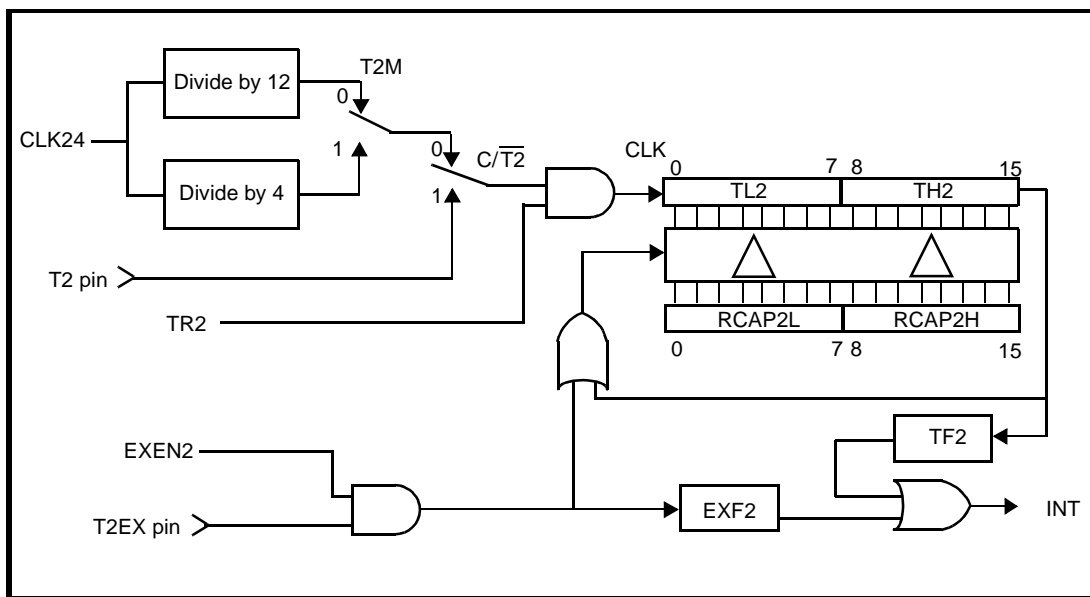 Divide by 12
T2M
0
CLK24
1
Divide by 4
0
C/T2
1
CLK
0 7 8 15
TL2 TH2
T2 pin
TR2
RCAP2L RCAP2H
0 7 8 15
TF2
EXEN2
T2EX pin
EXF2
INT